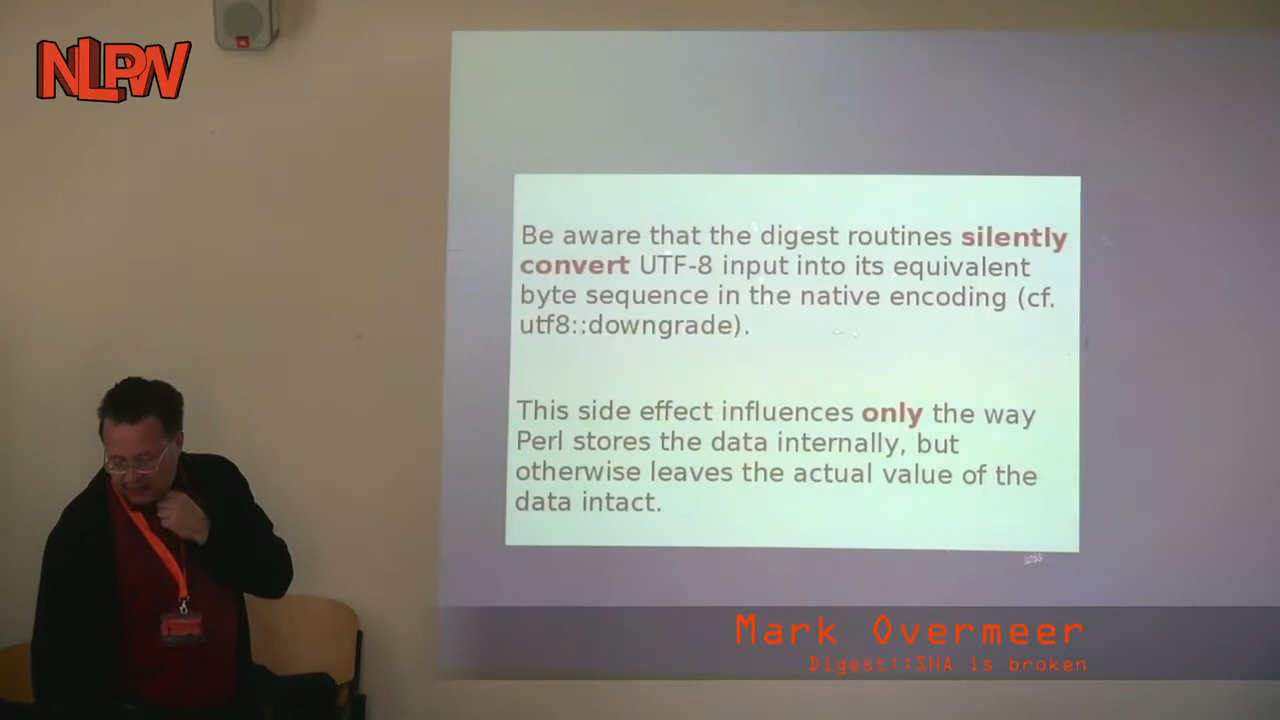 NLPW
Be aware that the digest routines silently
convert UTF-8 input into its equivalent
byte sequence in the native encoding (cf.
utf8::downgrade).
This side effect influences only the way
Perl stores the data internally, but
otherwise leaves the actual value of the
data intact.
Mark Overmeer
Digest::SHA is broken